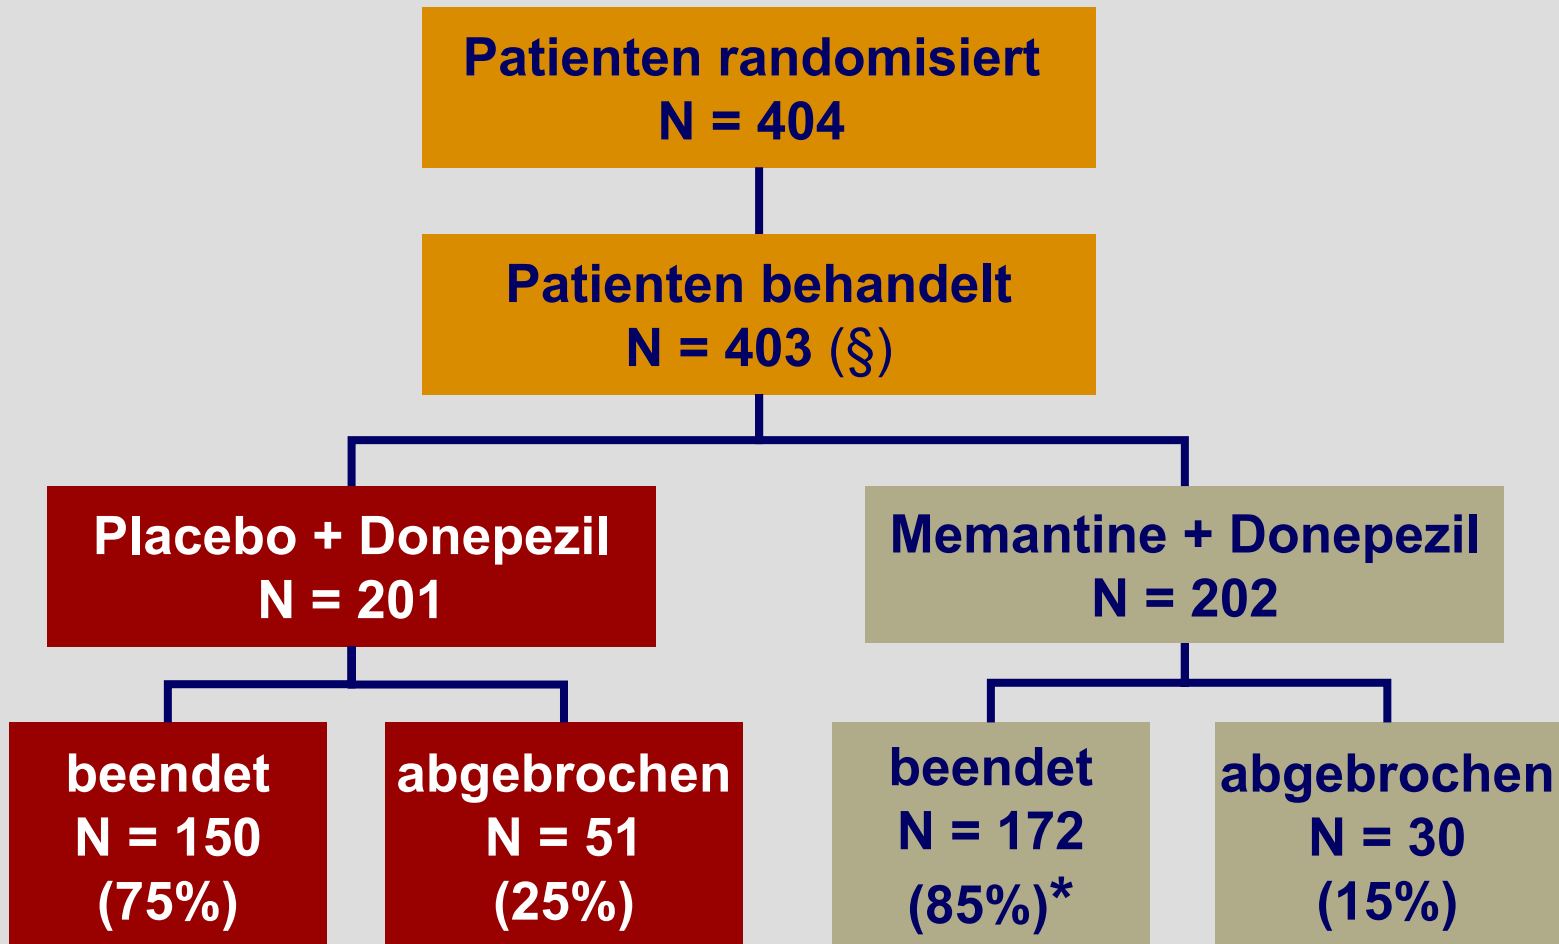 Patienten randomisiert
N = 404
Patienten behandelt
N = 403 (§)
Placebo + Donepezil
N = 201
Memantine + Donepezil
N = 202
beendet
N = 150
(75%)
abgebrochen
N = 51
(25%)
beendet
N = 172
(85%)*
abgebrochen
N = 30
(15%)